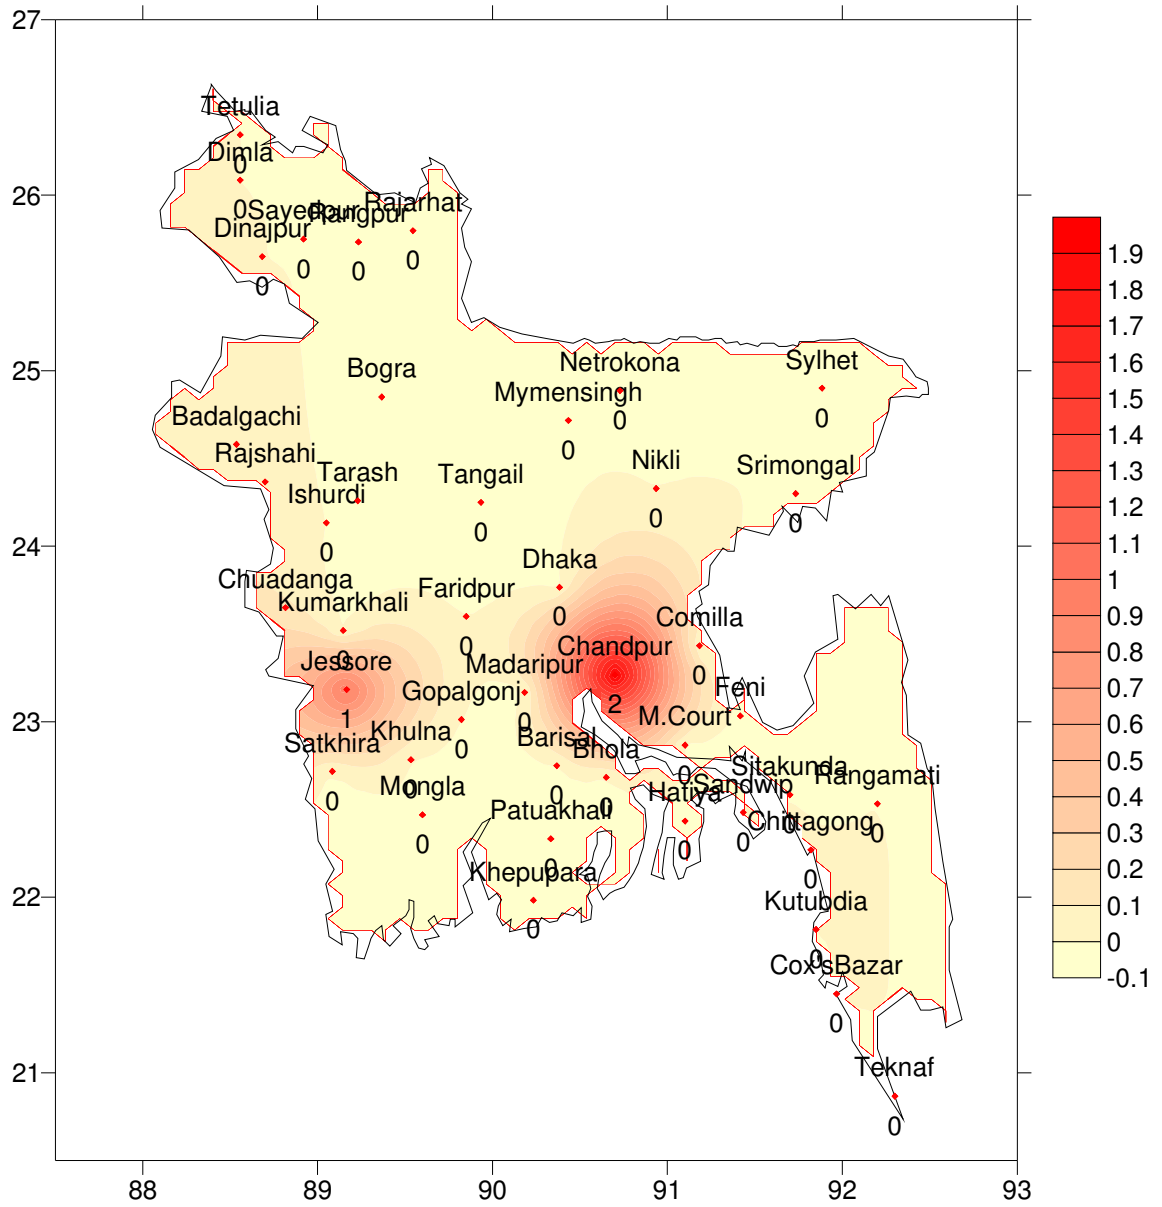 27
Tetulia
0
Dimla
0
26
Sayedpur
Rangpur
Rajarhat
Dinajpur
0
0
0
0
25
Bogra
Netrokona
0
Sylhet
0
Mymensingh
0
Badalgachi
Rajshahi
Tarash
Ishurdi
0
Tangail
0
Nikli
0
Srimongal
0
24
Dhaka
0
Chuadanga
Kumarkhali
0
Faridpur
0
Comilla
0
Chandpur
2
Jessore
1
Madaripur
0
Gopalgonj
0
Feni
23
M.Court
0
Khulna
0
Satkhira
0
Barisal
0
Bhola
0
Mongla
0
Sitakunda
0
Rangamati
0
Sandwip
0
Hatiya
0
Patuakhali
0
Chittagong
0
Khepupara
0
22
Kutubdia
0
Cox'sBazar
0
21
Teknaf
0
88
89
90
91
92
93
1.9
1.8
1.7
1.6
1.5
1.4
1.3
1.2
1.1
1
0.9
0.8
0.7
0.6
0.5
0.4
0.3
0.2
0.1
0
-0.1